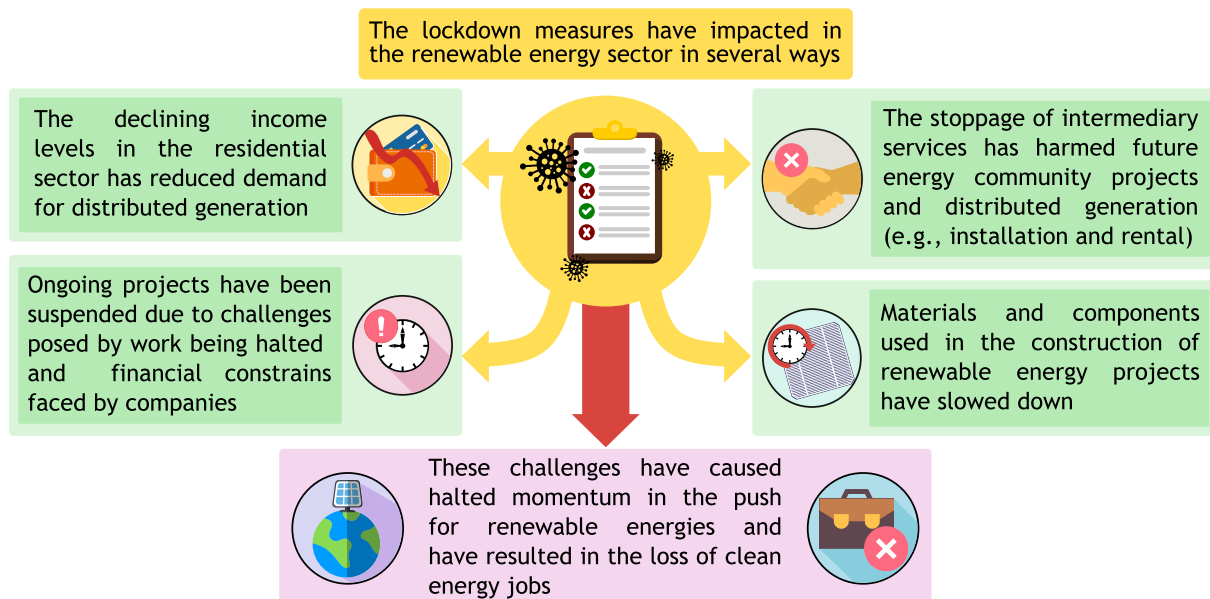 The lockdown measures have impacted in
the renewable energy sector in several ways
The declining income
levels in the residential
sector has reduced demand
for distributed generation
The stoppage of intermediary
services has harmed future
energy community projects
and distributed generation
(e.g., installation and rental)
Ongoing projects have been
suspended due to challenges
posed by work being halted
and financial constrains
faced by companies
Materials and components
used in the construction of
renewable energy projects
have slowed down
These challenges have caused
halted momentum in the push
for renewable energies and
have resulted in the loss of clean
energy jobs